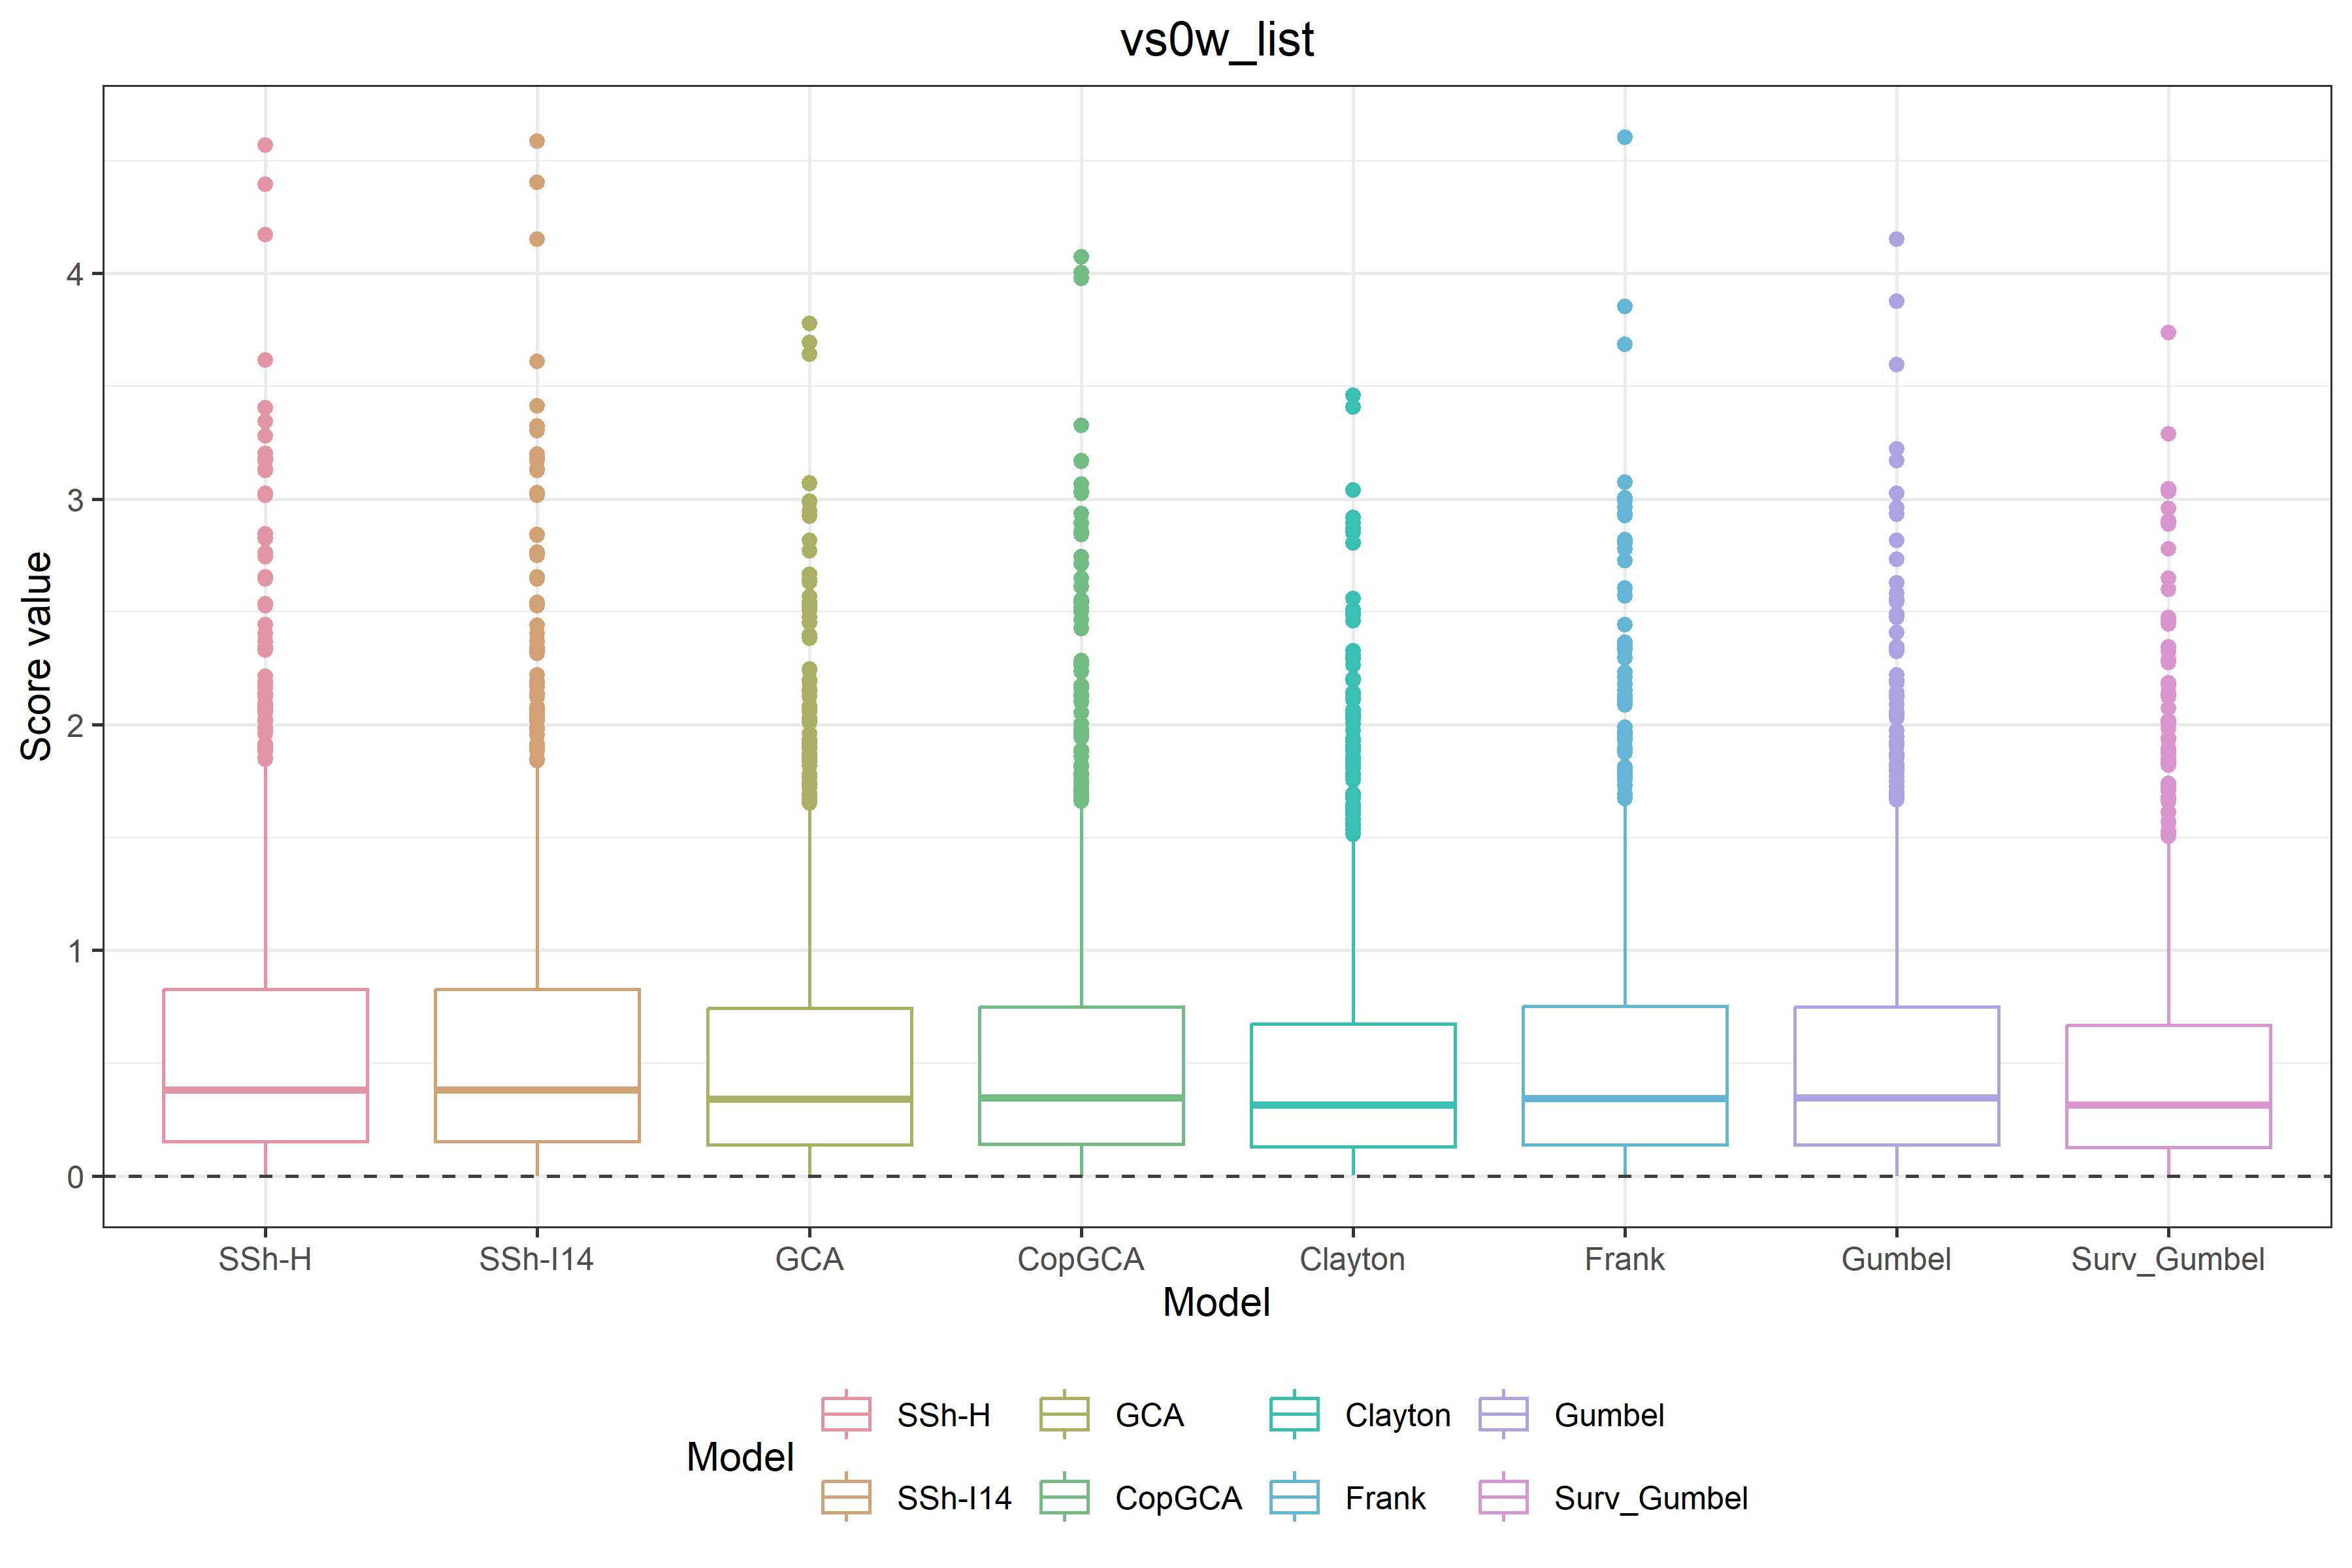 vs0w_list
Score value
4
3
2
1
0
SSh-H SSh-I14 GCA CopGCA Clayton Frank Gumbel Surv_Gumbel
Model
Model
SSh-H GCA Clayton Gumbel
SSh-I14 CopGCA Frank Surv_Gumbel